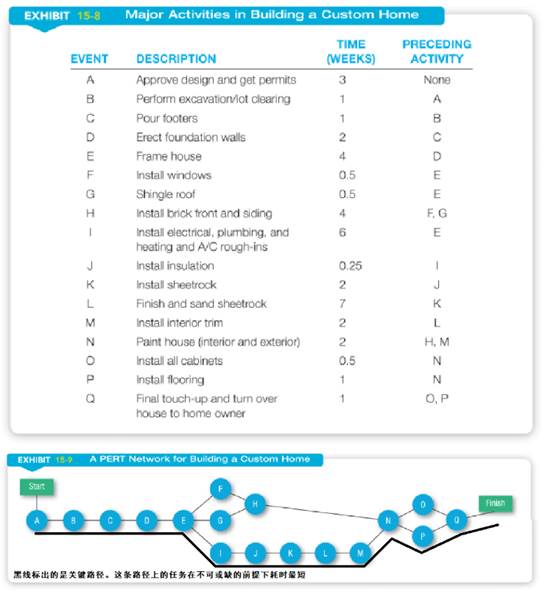 EXHIBIT 15-8 Major Activities in Building a Custom Home
EVENT DESCRIPTION TIME (WEEKS) PRECEDING ACTIVITY
A Approve design and get permits 3 None
B Perform excavation/lot clearing 1 A
C Pour footers 1 B
D Erect foundation walls 2 C
E Frame house 4 D
F Install windows 0.5 E
G Shingle roof 0.5 E
H Install brick front and siding 4 F, G
I Install electrical, plumbing, and 6 E
heating and A/C rough-ins
J Install insulation 0.25 I
K Install sheetrock 2 J
L Finish and sand sheetrock 7 K
M Install interior trim 2 L
N Paint house (interior and exterior) 2 H, M
O Install all cabinets 0.5 N
P Install flooring 1 N
Q Final touch-up and turn over 1 O, P
house to home owner
EXHIBIT 15-9 A PERT Network for Building a Custom Home
Start
F
H
O
Finish
A B C D E G N Q
P
I J K L M
黑线标出的是关键路径。这条路径上的任务在不可或缺的前提下耗时最短